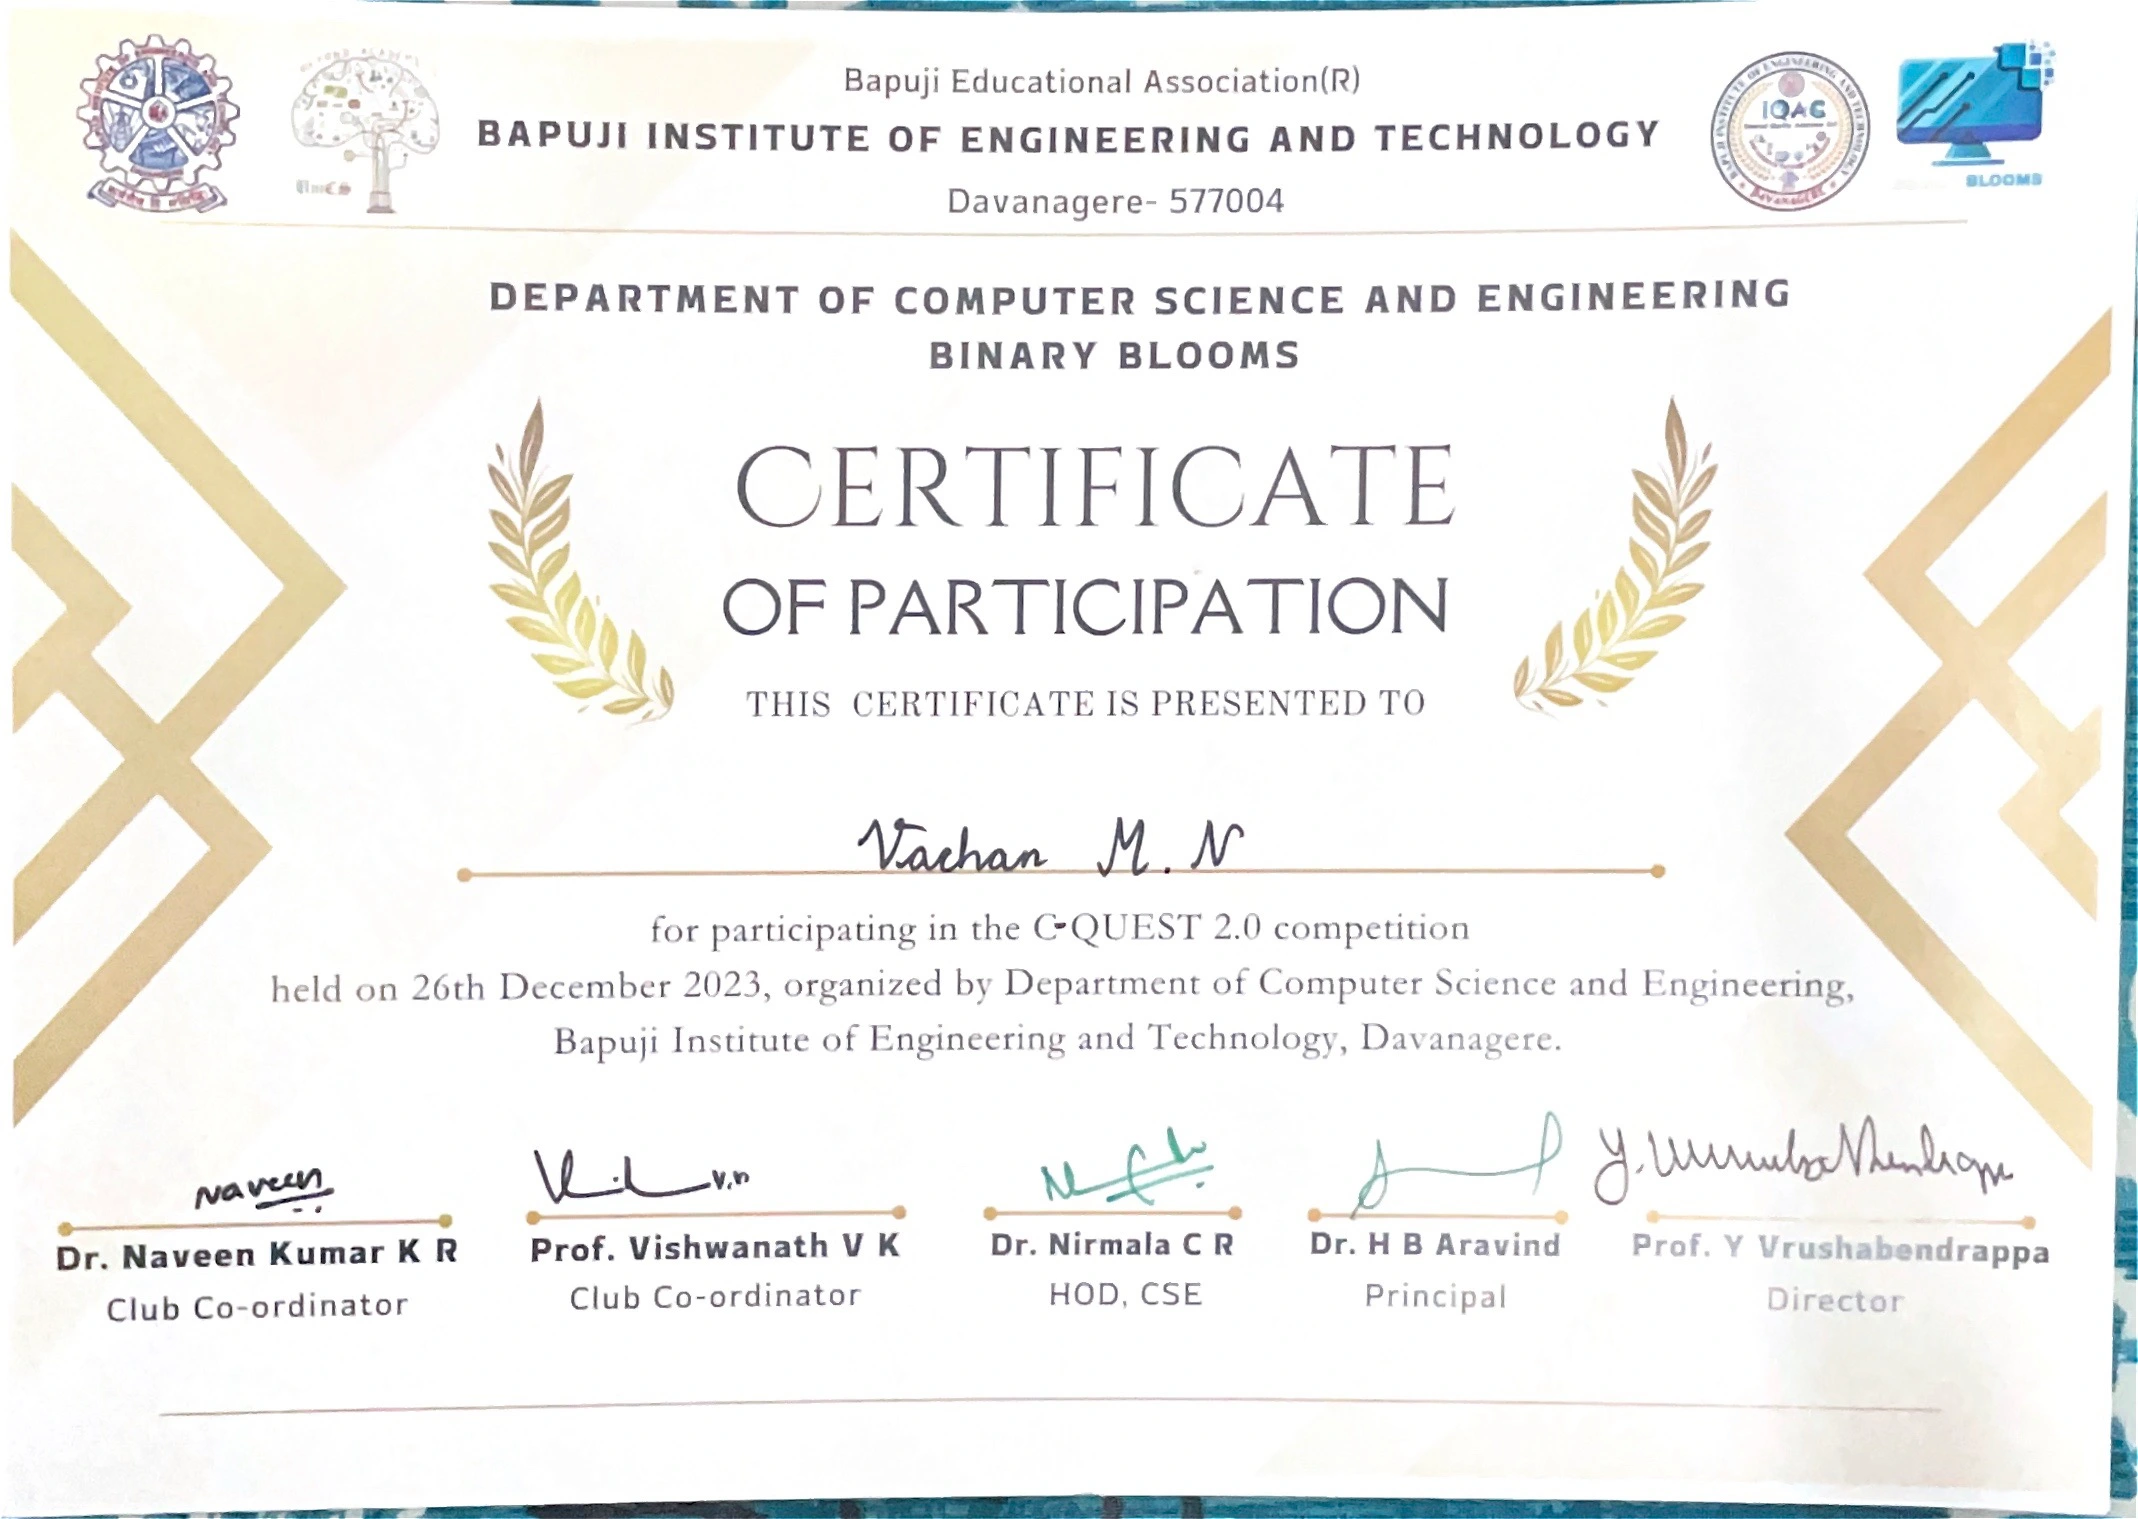 Bapuji Educational Association(R)
BAPUJI INSTITUTE OF ENGINEERING AND TECHNOLOGY
Davanagere- 577004
IQAC
BLOOMS
DEPARTMENT OF COMPUTER SCIENCE AND ENGINEERING
BINARY BLOOMS
CERTIFICATE
OF PARTICIPATION
THIS CERTIFICATE IS PRESENTED TO
Vachan M. N
for participating in the C-QUEST 2.0 competition
held on 26th December 2023, organized by Department of Computer Science and Engineering,
Bapuji Institute of Engineering and Technology, Davanagere.
Naveen
Dr. Naveen Kumar K R
Club Co-ordinator
Prof. Vishwanath V K
Club Co-ordinator
Dr. Nirmala C R
HOD, CSE
Dr. H B Aravind
Principal
Prof. Y Vrushabendrappa
Director